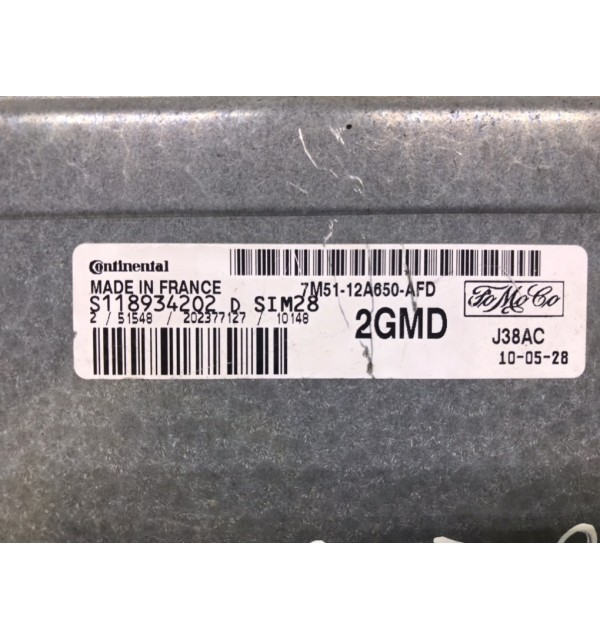 Continental
MADE IN FRANCE
7M51-12A650-AFD
FoMoCo
S118934202 D SIM28
2 / 51548 / 202377127 / 10148
2GMD
J38AC
10-05-28